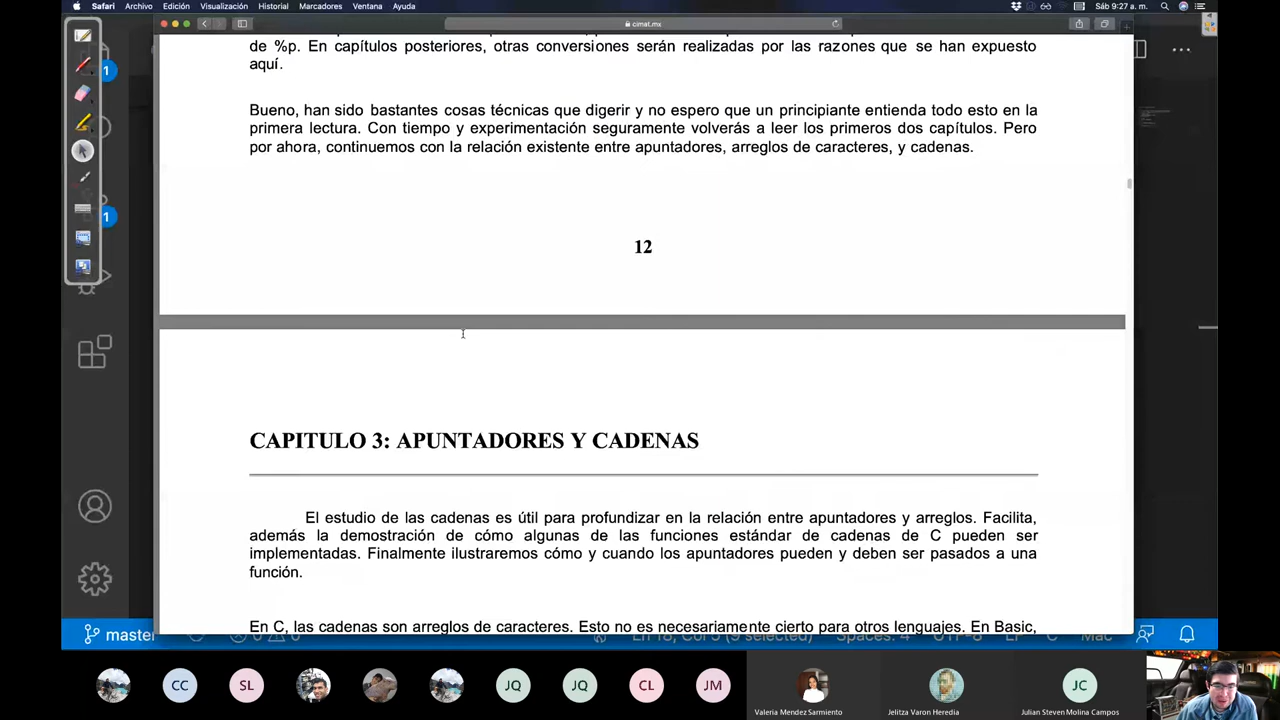 Safari Archivo Edición Visualización Historial Marcadores Ventana Ayuda
Sáb 9:27 a. m.
cimat.mx
de %p. En capítulos posteriores, otras conversiones serán realizadas por las razones que se han expuesto
aquí.
Bueno, han sido bastantes cosas técnicas que digerir y no espero que un principiante entienda todo esto en la
primera lectura. Con tiempo y experimentación seguramente volverás a leer los primeros dos capítulos. Pero
por ahora, continuemos con la relación existente entre apuntadores, arreglos de caracteres, y cadenas.
12
CAPITULO 3: APUNTADORES Y CADENAS
El estudio de las cadenas es útil para profundizar en la relación entre apuntadores y arreglos. Facilita,
además la demostración de cómo algunas de las funciones estándar de cadenas de C pueden ser
implementadas. Finalmente ilustraremos cómo y cuando los apuntadores pueden y deben ser pasados a una
función.
En C, las cadenas son arreglos de caracteres. Esto no es necesariamente cierto para otros lenguajes. En Basic,
1
1
master
CC SL JQ JQ CL JM JC
Valeria Mendez Sarmiento Jelitza Varon Heredia Julian Steven Molina Campos